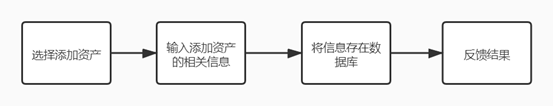 选择添加资产
输入添加资产
的相关信息
将信息存在数
据库
反馈结果